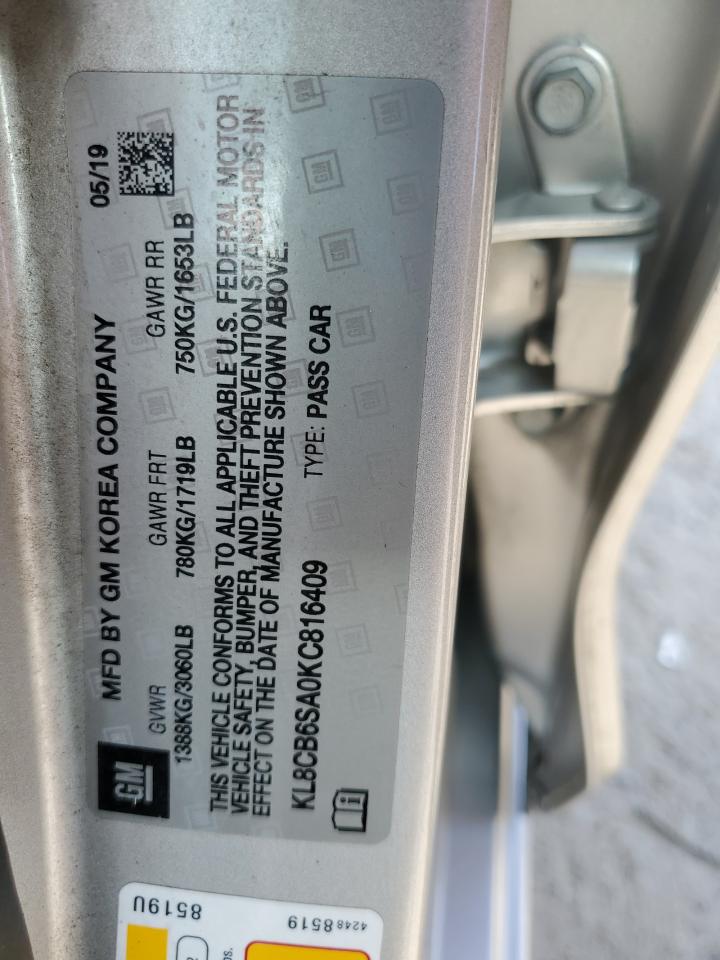 GM
MFD BY GM KOREA COMPANY 05/19
GVWR GAWR FRT GAWR RR
1388KG/3060LB 780KG/1719LB 750KG/1653LB
THIS VEHICLE CONFORMS TO ALL APPLICABLE U.S. FEDERAL MOTOR
VEHICLE SAFETY, BUMPER, AND THEFT PREVENTION STANDARDS IN
EFFECT ON THE DATE OF MANUFACTURE SHOWN ABOVE.
KL8CB6SA0KC816409 TYPE: PASS CAR
8519U
42488519